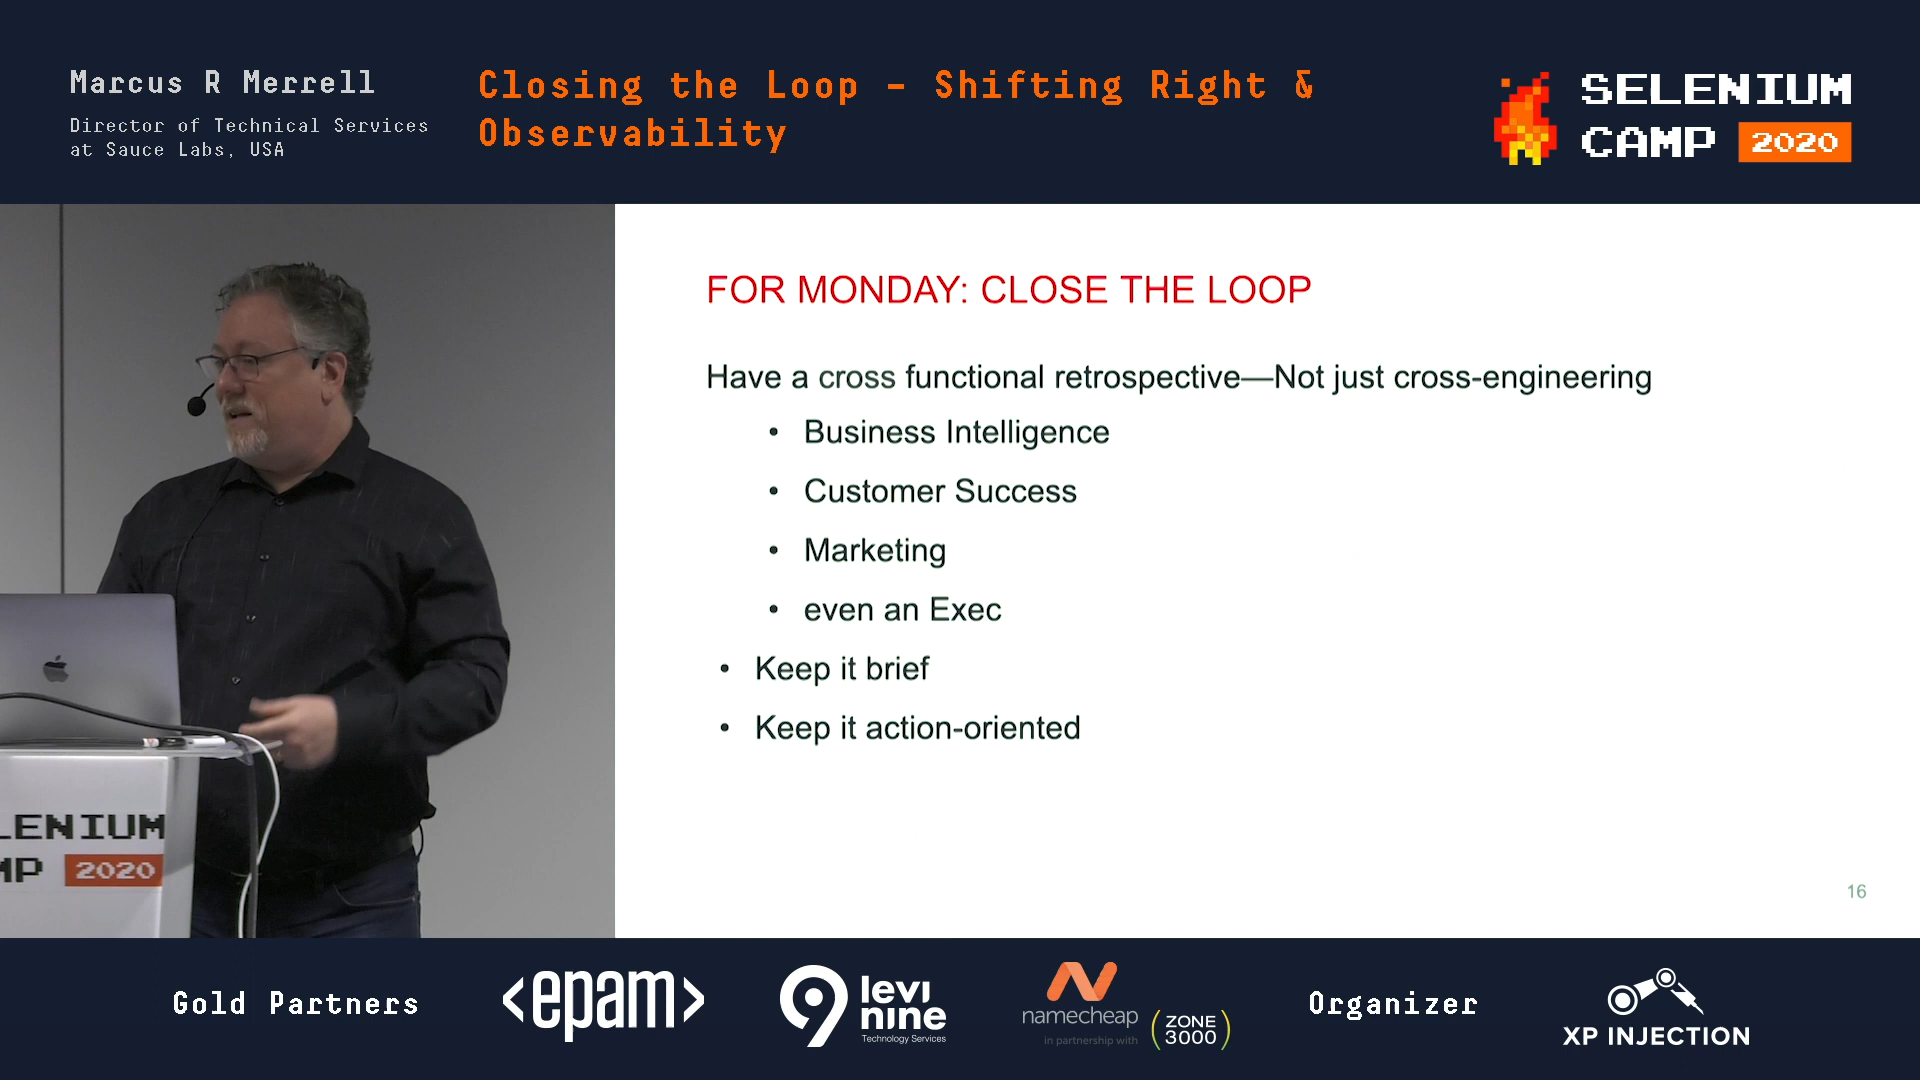 Marcus R Merrell
Director of Technical Services
at Sauce Labs, USA
Closing the Loop – Shifting Right &
Observability
SELENIUM
CAMP 2020
FOR MONDAY: CLOSE THE LOOP
Have a cross functional retrospective—Not just cross-engineering
• Business Intelligence
• Customer Success
• Marketing
• even an Exec
• Keep it brief
• Keep it action-oriented
16
LENIUM
MP 2020
Gold Partners
<epam>
9 levi
nine
Technology Services
namecheap
in partnership with
(ZONE
3000)
Organizer
XP INJECTION